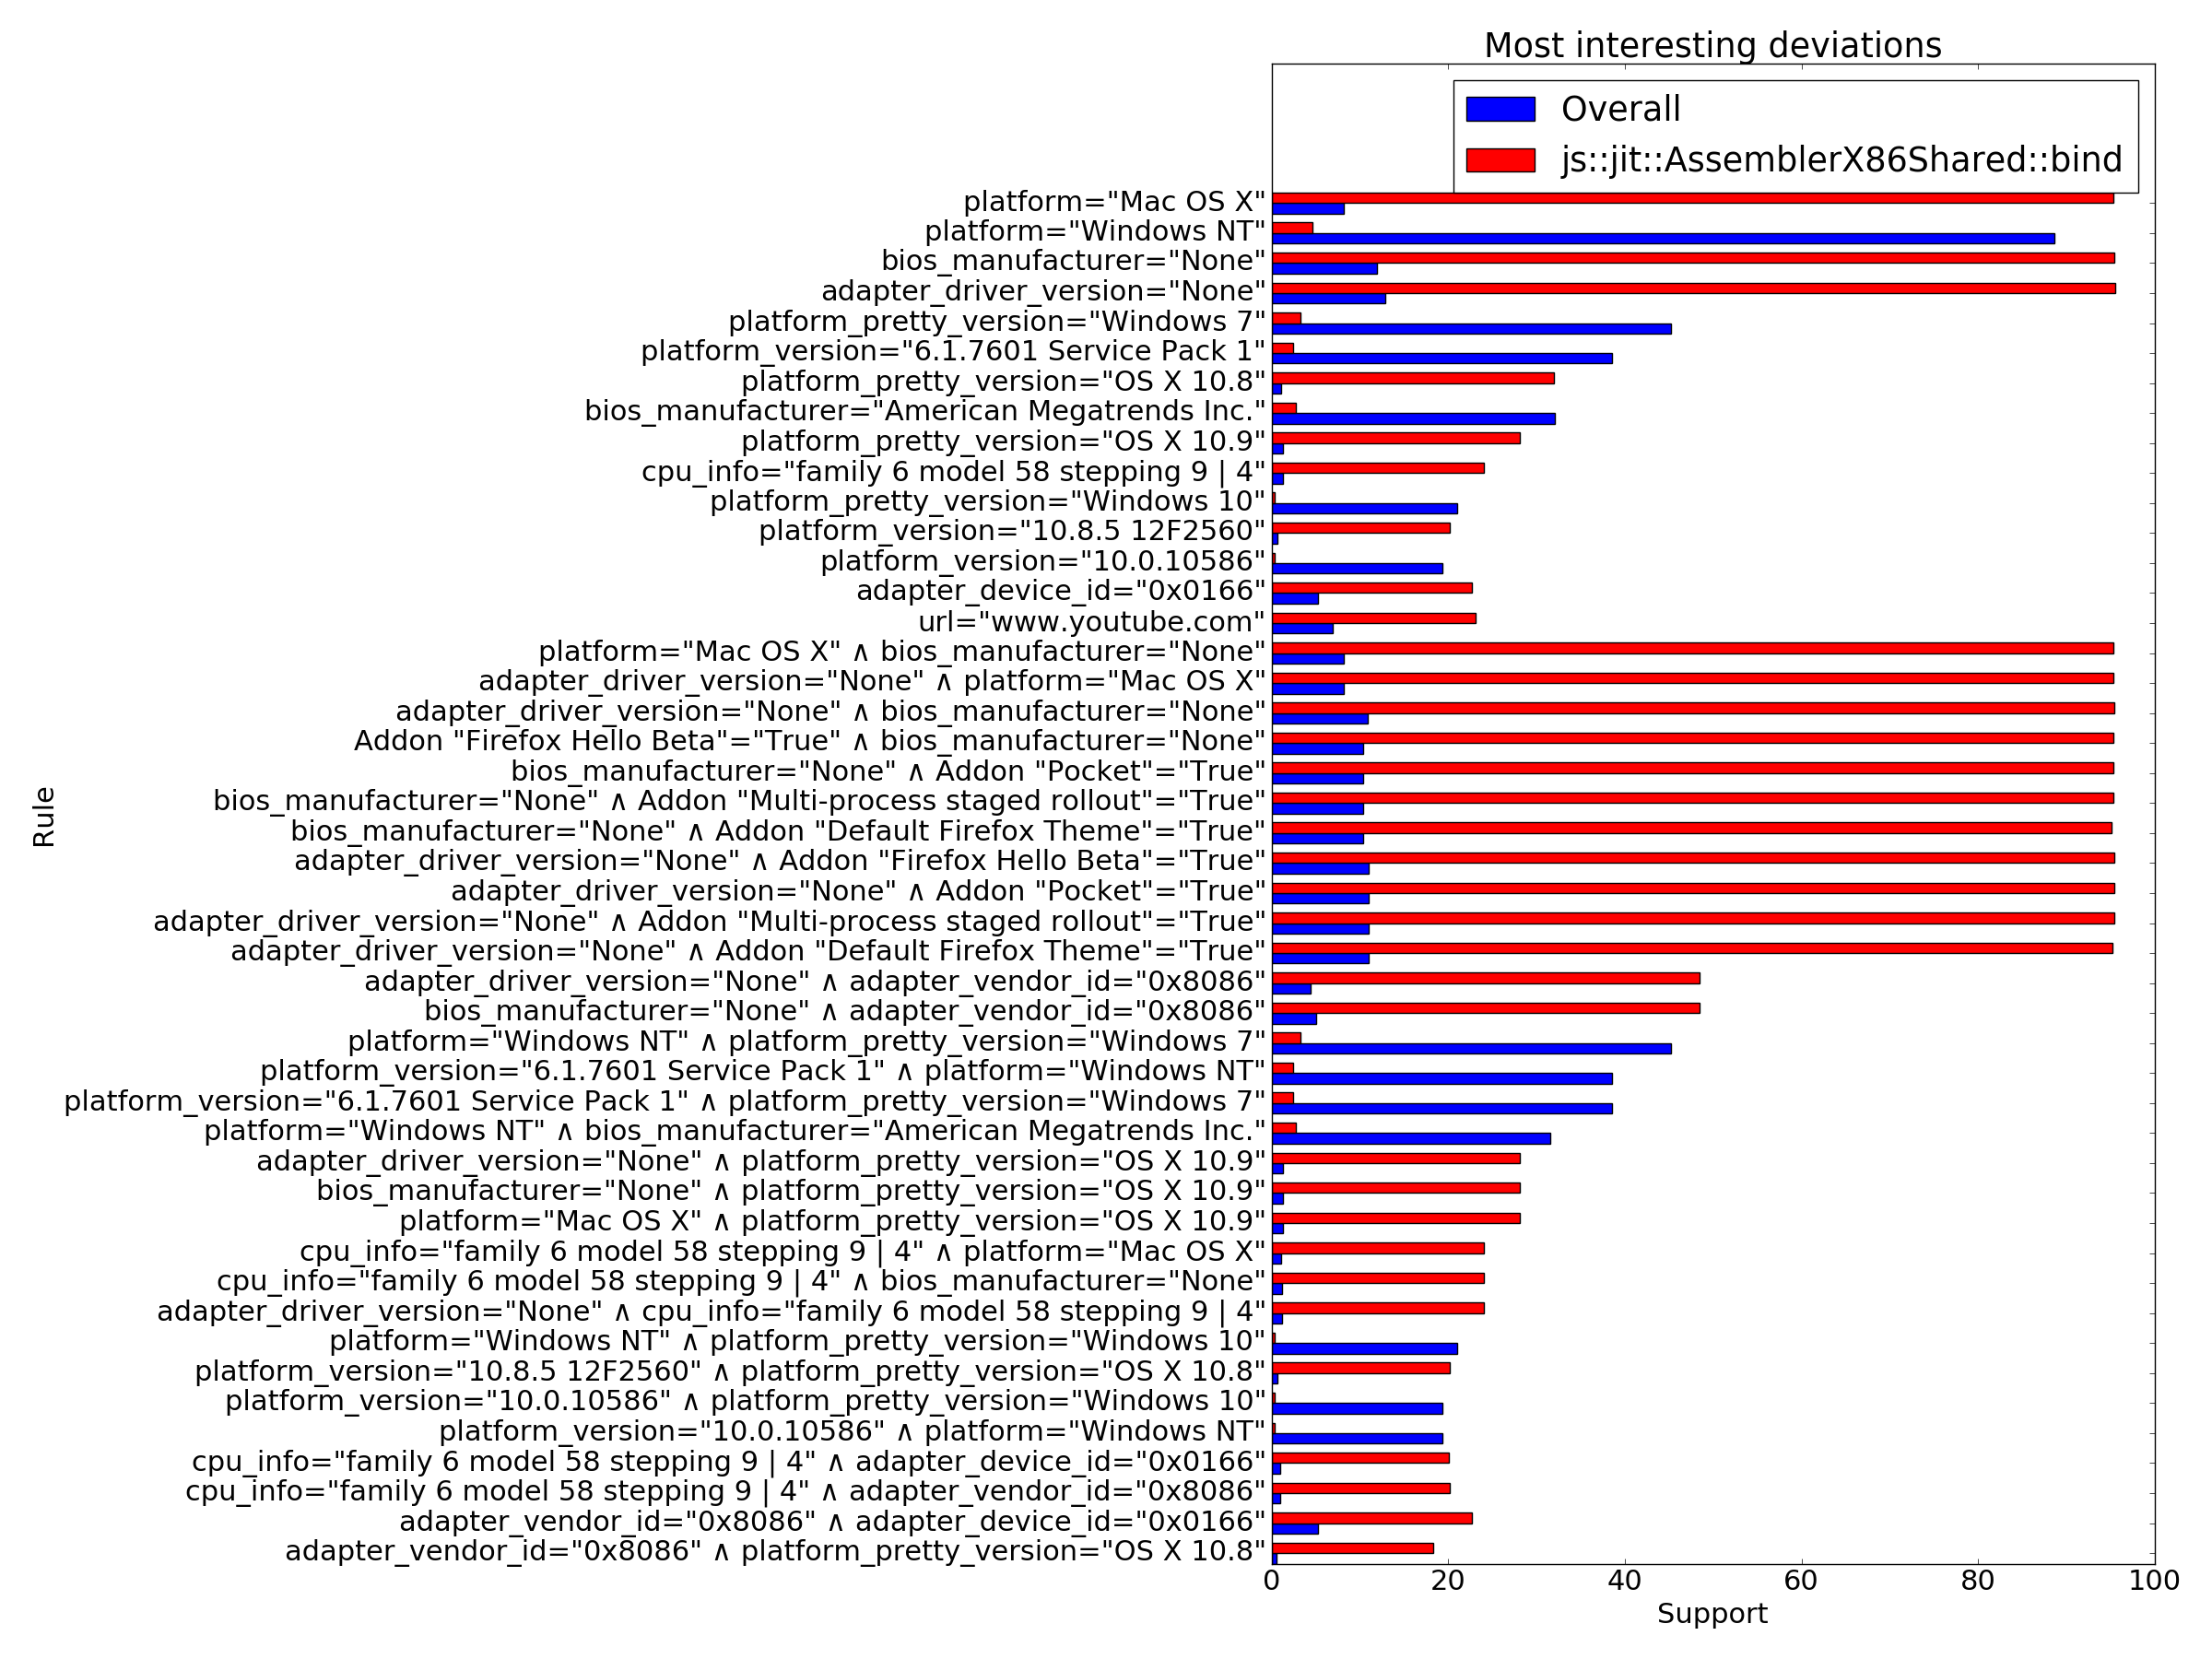 Most interesting deviations
Overall
js::jit::AssemblerX86Shared::bind
platform="Mac OS X"
platform="Windows NT"
bios_manufacturer="None"
adapter_driver_version="None"
platform_pretty_version="Windows 7"
platform_version="6.1.7601 Service Pack 1"
platform_pretty_version="OS X 10.8"
bios_manufacturer="American Megatrends Inc."
platform_pretty_version="OS X 10.9"
cpu_info="family 6 model 58 stepping 9 | 4"
platform_pretty_version="Windows 10"
platform_version="10.8.5 12F2560"
platform_version="10.0.10586"
adapter_device_id="0x0166"
url="www.youtube.com"
platform="Mac OS X" ∧ bios_manufacturer="None"
adapter_driver_version="None" ∧ platform="Mac OS X"
adapter_driver_version="None" ∧ bios_manufacturer="None"
Addon "Firefox Hello Beta"="True" ∧ bios_manufacturer="None"
bios_manufacturer="None" ∧ Addon "Pocket"="True"
bios_manufacturer="None" ∧ Addon "Multi-process staged rollout"="True"
bios_manufacturer="None" ∧ Addon "Default Firefox Theme"="True"
adapter_driver_version="None" ∧ Addon "Firefox Hello Beta"="True"
adapter_driver_version="None" ∧ Addon "Pocket"="True"
adapter_driver_version="None" ∧ Addon "Multi-process staged rollout"="True"
adapter_driver_version="None" ∧ Addon "Default Firefox Theme"="True"
adapter_driver_version="None" ∧ adapter_vendor_id="0x8086"
bios_manufacturer="None" ∧ adapter_vendor_id="0x8086"
platform="Windows NT" ∧ platform_pretty_version="Windows 7"
platform_version="6.1.7601 Service Pack 1" ∧ platform="Windows NT"
platform_version="6.1.7601 Service Pack 1" ∧ platform_pretty_version="Windows 7"
platform="Windows NT" ∧ bios_manufacturer="American Megatrends Inc."
adapter_driver_version="None" ∧ platform_pretty_version="OS X 10.9"
bios_manufacturer="None" ∧ platform_pretty_version="OS X 10.9"
platform="Mac OS X" ∧ platform_pretty_version="OS X 10.9"
cpu_info="family 6 model 58 stepping 9 | 4" ∧ platform="Mac OS X"
cpu_info="family 6 model 58 stepping 9 | 4" ∧ bios_manufacturer="None"
adapter_driver_version="None" ∧ cpu_info="family 6 model 58 stepping 9 | 4"
platform="Windows NT" ∧ platform_pretty_version="Windows 10"
platform_version="10.8.5 12F2560" ∧ platform_pretty_version="OS X 10.8"
platform_version="10.0.10586" ∧ platform_pretty_version="Windows 10"
platform_version="10.0.10586" ∧ platform="Windows NT"
cpu_info="family 6 model 58 stepping 9 | 4" ∧ adapter_device_id="0x0166"
cpu_info="family 6 model 58 stepping 9 | 4" ∧ adapter_vendor_id="0x8086"
adapter_vendor_id="0x8086" ∧ adapter_device_id="0x0166"
adapter_vendor_id="0x8086" ∧ platform_pretty_version="OS X 10.8"
Rule
0 20 40 60 80 100
Support